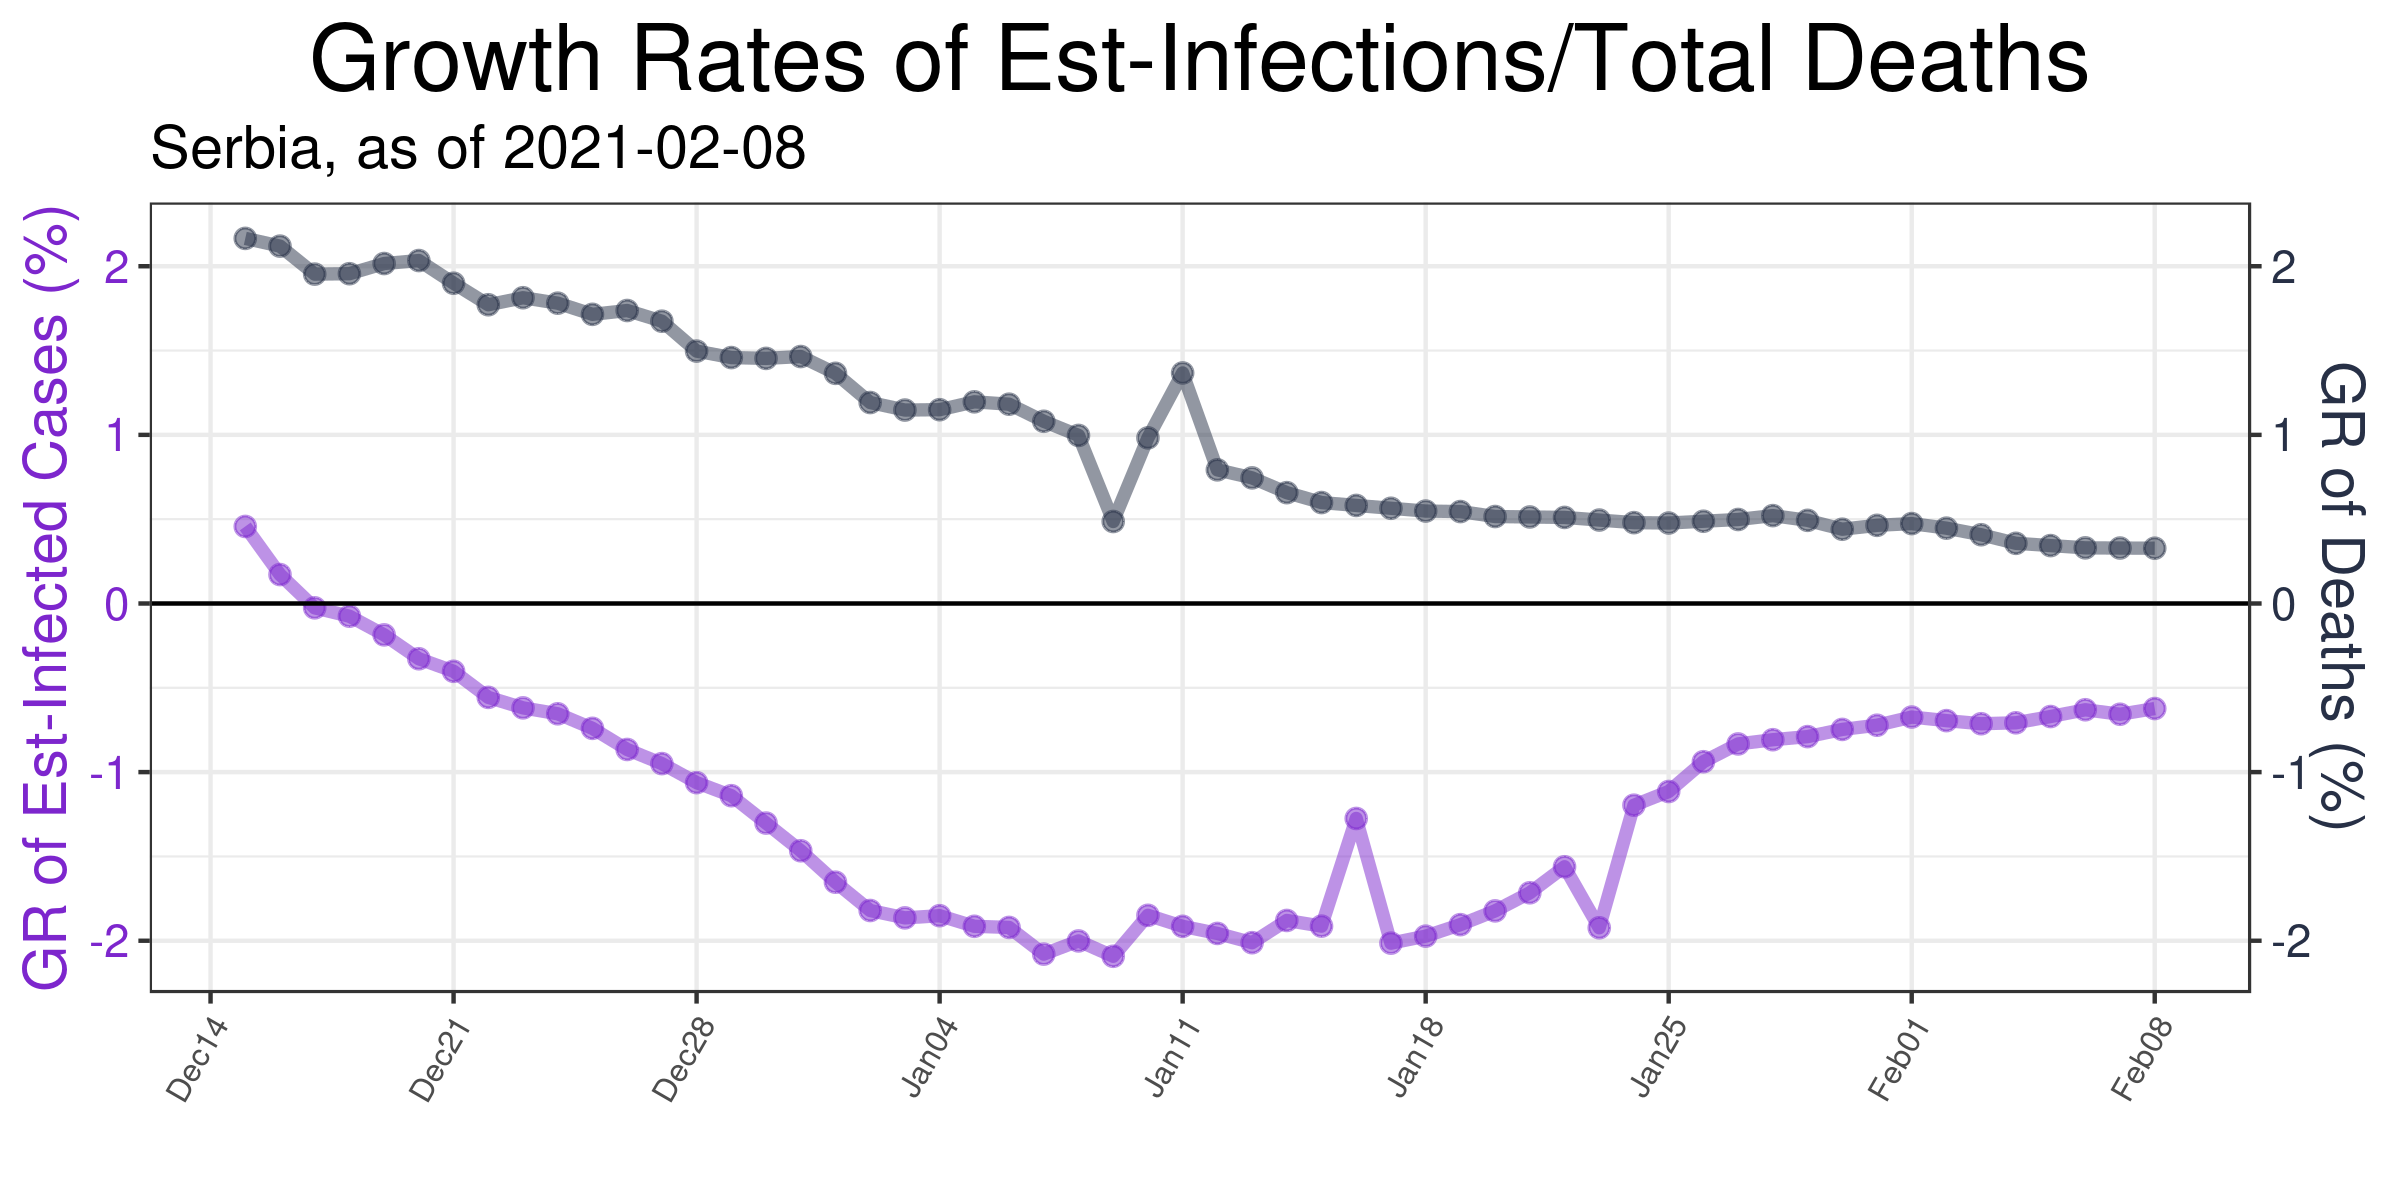 Growth Rates of Est-Infections/Total Deaths
Serbia, as of 2021-02-08
GR of Est-Infected Cases (%)
2
1
0
-1
-2
2
1
0
-1
-2
GR of Deaths (%)
Dec14
Dec21
Dec28
Jan04
Jan11
Jan18
Jan25
Feb01
Feb08